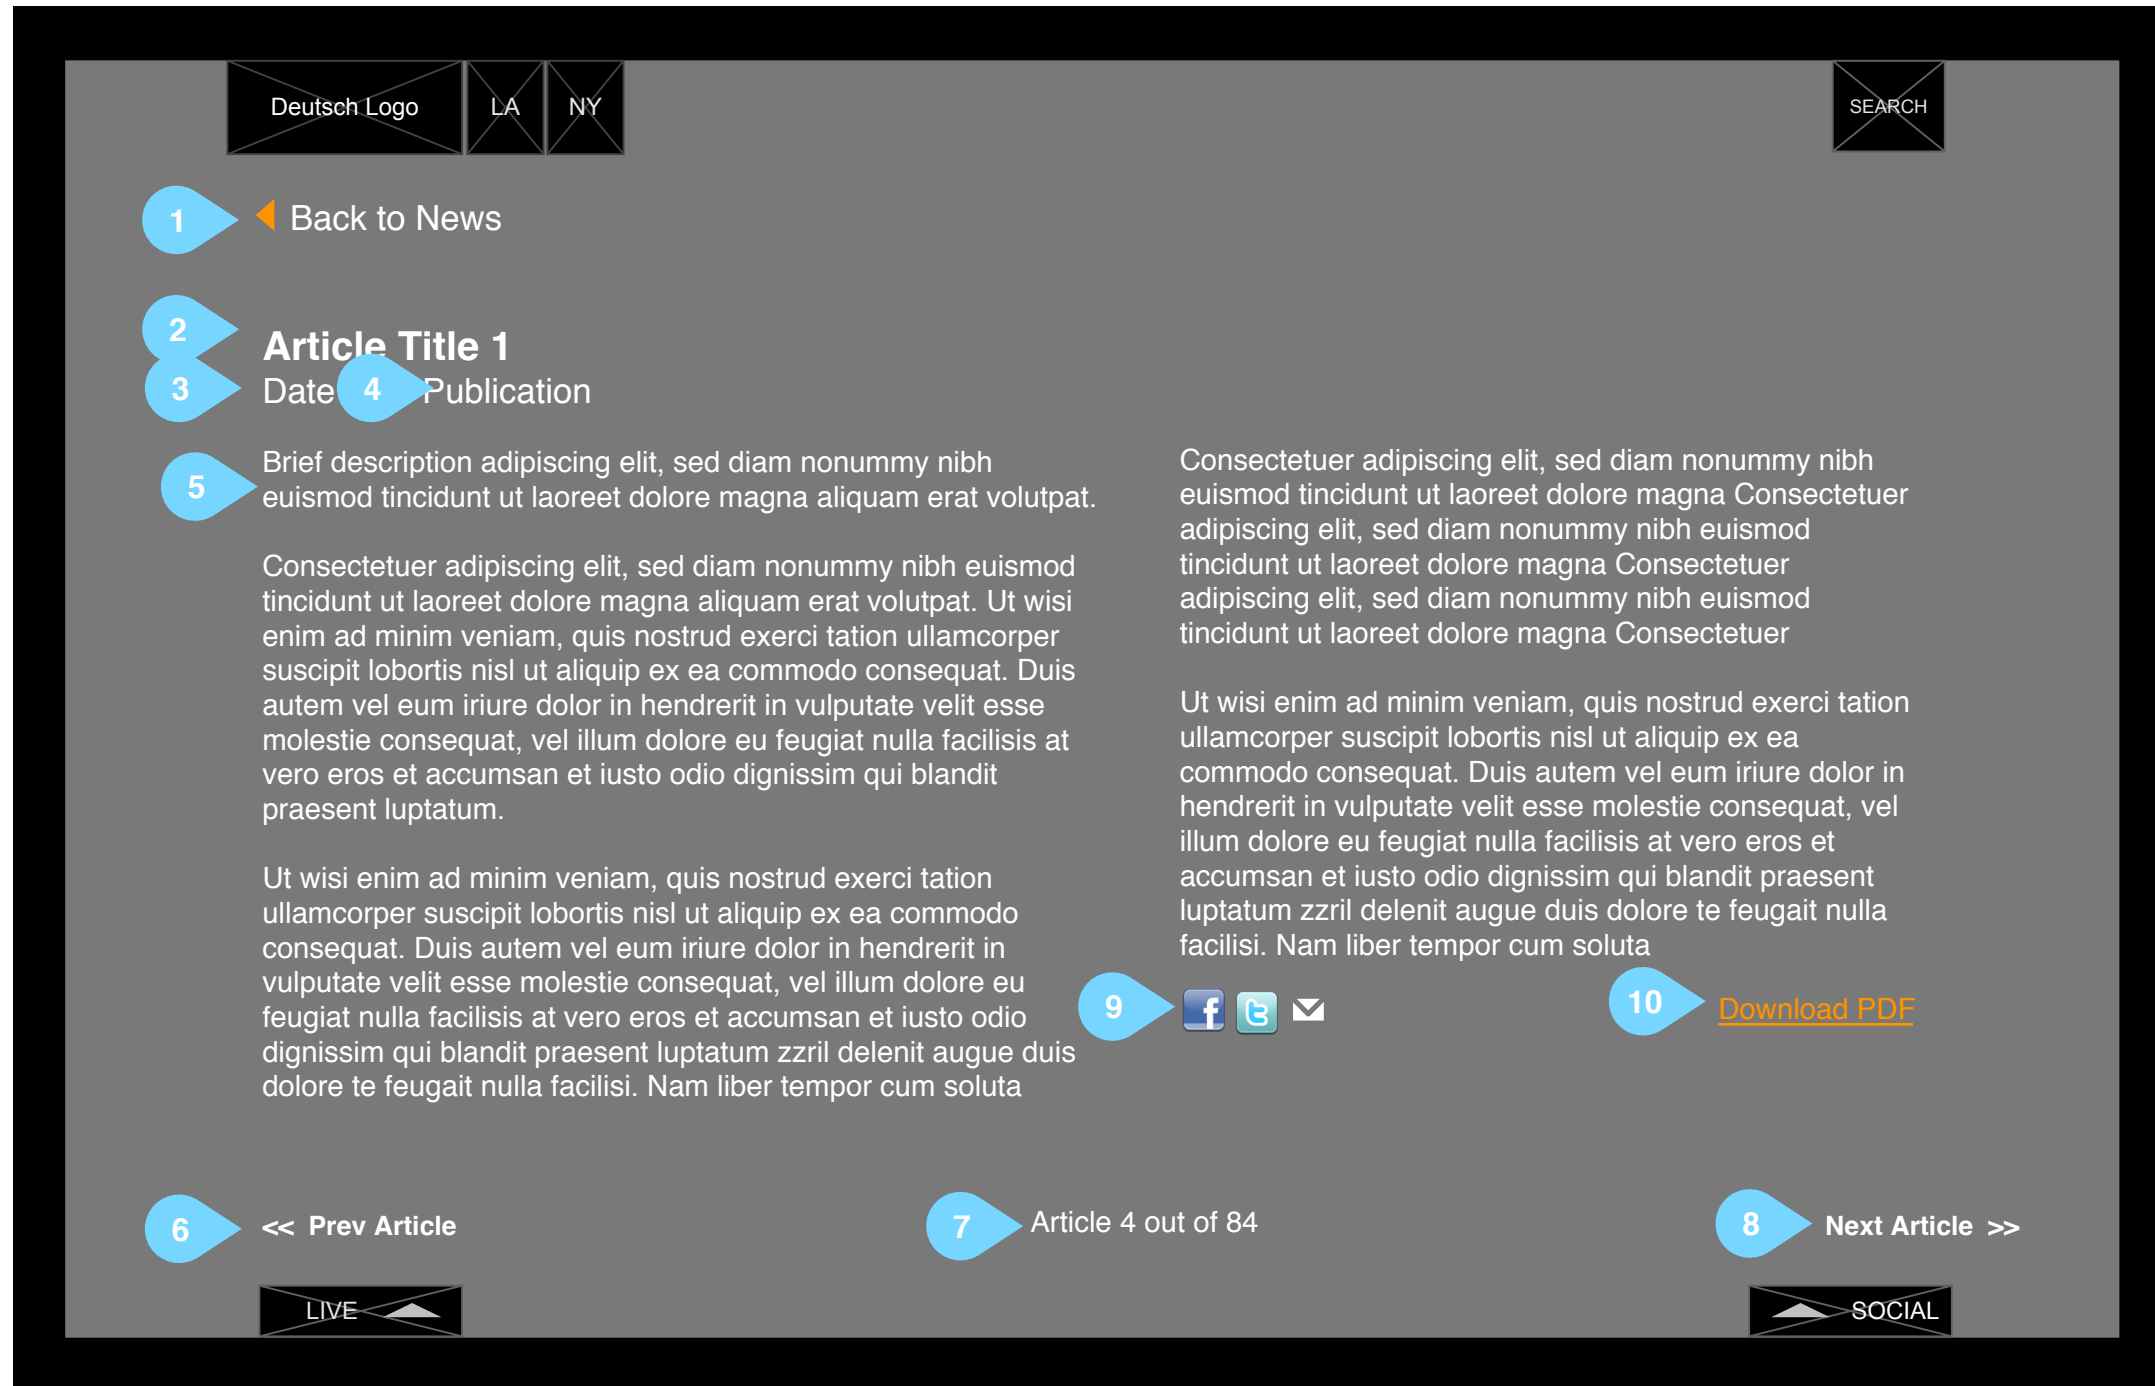 Deutsch Logo
LA
NY
SEARCH
1
Back to News
2
Article Title 1
3
Date
4
Publication
5
Brief description adipiscing elit, sed diam nonummy nibh
euismod tincidunt ut laoreet dolore magna aliquam erat volutpat.
Consectetuer adipiscing elit, sed diam nonummy nibh euismod
tincidunt ut laoreet dolore magna aliquam erat volutpat. Ut wisi
enim ad minim veniam, quis nostrud exerci tation ullamcorper
suscipit lobortis nisl ut aliquip ex ea commodo consequat. Duis
autem vel eum iriure dolor in hendrerit in vulputate velit esse
molestie consequat, vel illum dolore eu feugiat nulla facilisis at
vero eros et accumsan et iusto odio dignissim qui blandit
praesent luptatum.
Ut wisi enim ad minim veniam, quis nostrud exerci tation
ullamcorper suscipit lobortis nisl ut aliquip ex ea commodo
consequat. Duis autem vel eum iriure dolor in hendrerit in
vulputate velit esse molestie consequat, vel illum dolore eu
feugiat nulla facilisis at vero eros et accumsan et iusto odio
dignissim qui blandit praesent luptatum zzril delenit augue duis
dolore te feugait nulla facilisi. Nam liber tempor cum soluta
Consectetuer adipiscing elit, sed diam nonummy nibh
euismod tincidunt ut laoreet dolore magna Consectetuer
adipiscing elit, sed diam nonummy nibh euismod
tincidunt ut laoreet dolore magna Consectetuer
adipiscing elit, sed diam nonummy nibh euismod
tincidunt ut laoreet dolore magna Consectetuer
Ut wisi enim ad minim veniam, quis nostrud exerci tation
ullamcorper suscipit lobortis nisl ut aliquip ex ea
commodo consequat. Duis autem vel eum iriure dolor in
hendrerit in vulputate velit esse molestie consequat, vel
illum dolore eu feugiat nulla facilisis at vero eros et
accumsan et iusto odio dignissim qui blandit praesent
luptatum zzril delenit augue duis dolore te feugait nulla
facilisi. Nam liber tempor cum soluta
9
f t
10
Download PDF
6
<< Prev Article
7
Article 4 out of 84
8
Next Article >>
LIVE
SOCIAL